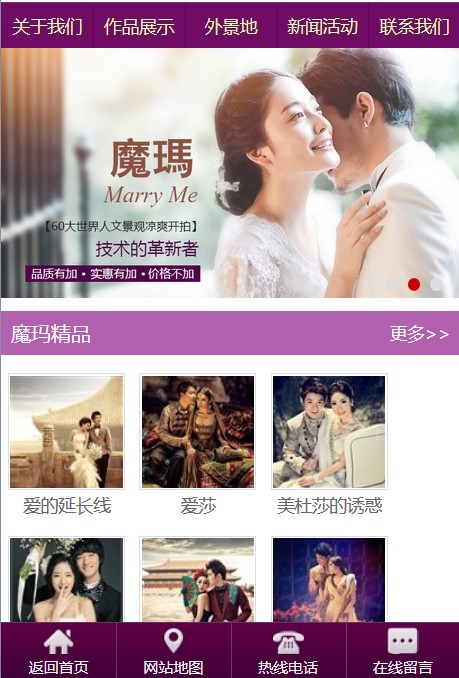 关于我们 作品展示 外景地 新闻活动 联系我们
魔瑪
Marry Me
【60大世界人文景观凉爽开拍】
技术的革新者
品质有加 • 实惠有加 • 价格不加
魔玛精品 更多>>
爱的延长线 爱莎 美杜莎的诱惑
返回首页 网站地图 热线电话 在线留言